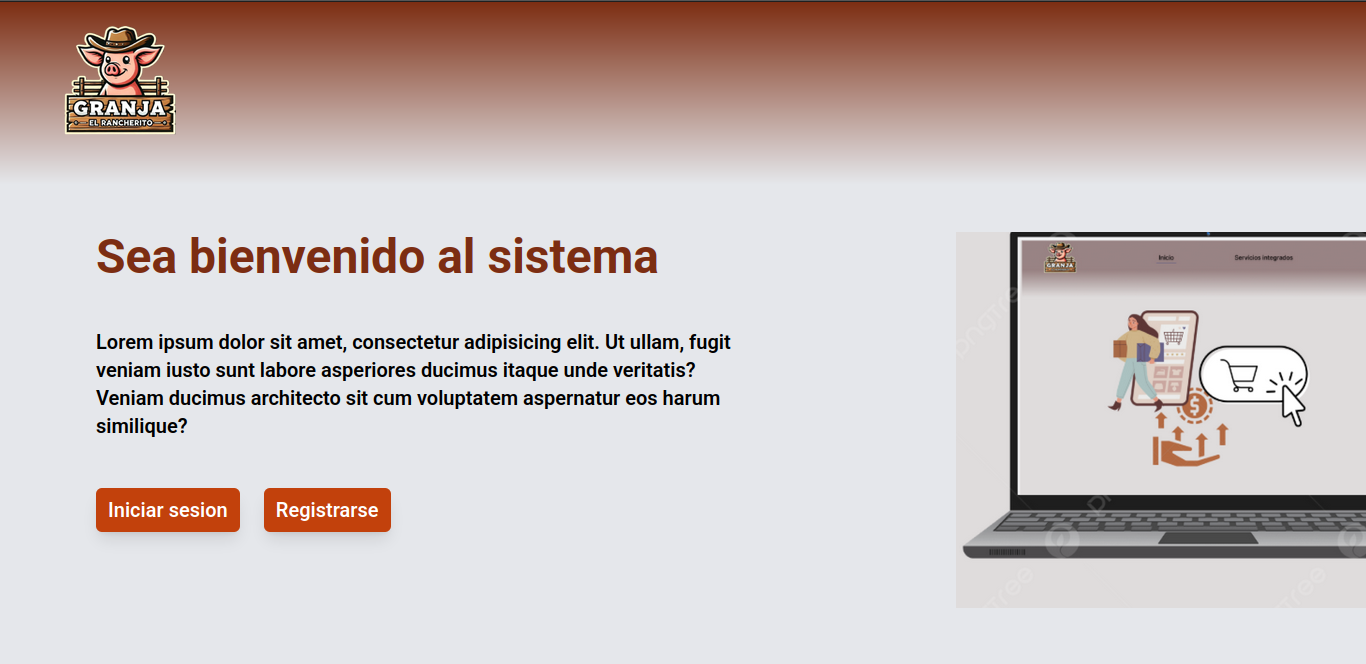 GRANJA
EL RANCHERITO
Sea bienvenido al sistema
Lorem ipsum dolor sit amet, consectetur adipisicing elit. Ut ullam, fugit
veniam iusto sunt labore asperiores ducimus itaque unde veritatis?
Veniam ducimus architecto sit cum voluptatem aspernatur eos harum
similique?
Iniciar sesion
Registrarse
GRANJA
Inicio
Servicios integrados
pngtree